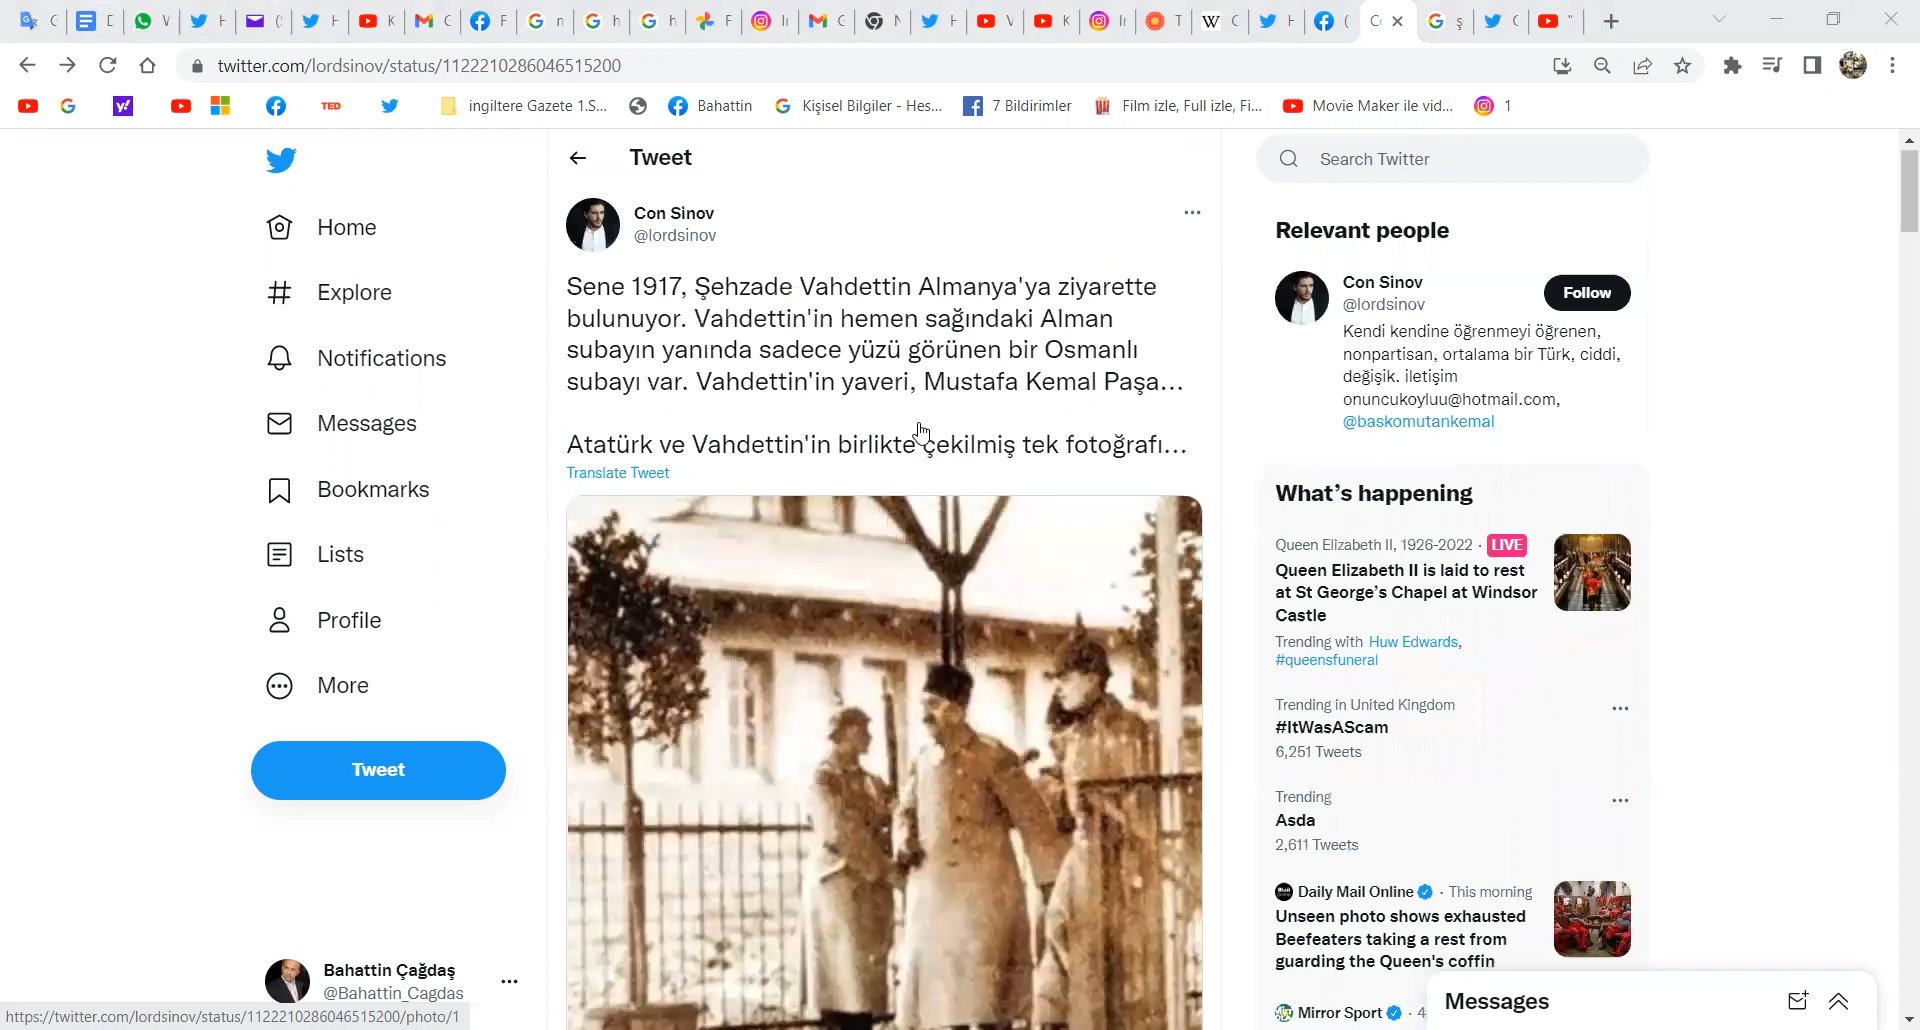 twitter.com/lordsinov/status/1122210286046515200
TED
ingiltere Gazete 1.S...
Bahattin
Kişisel Bilgiler - Hes...
7 Bildirimler
Film izle, Full izle, Fi...
Movie Maker ile vid...
1
Home
Explore
Notifications
Messages
Bookmarks
Lists
Profile
More
Tweet
Bahattin Çağdaş
@Bahattin_Cagdas
https://twitter.com/lordsinov/status/1122210286046515200/photo/1
Tweet
Con Sinov
@lordsinov
Sene 1917, Şehzade Vahdettin Almanya'ya ziyarette
bulunuyor. Vahdettin'in hemen sağındaki Alman
subayın yanında sadece yüzü görünen bir Osmanlı
subayı var. Vahdettin'in yaveri, Mustafa Kemal Paşa...
Atatürk ve Vahdettin'in birlikte çekilmiş tek fotoğrafı...
Translate Tweet
Search Twitter
Relevant people
Con Sinov
@lordsinov
Follow
Kendi kendine öğrenmeyi öğrenen,
nonpartisan, ortalama bir Türk, ciddi,
değişik. iletişim
onuncukoyluu@hotmail.com,
@baskomutankemal
What's happening
Queen Elizabeth II, 1926-2022 · LIVE
Queen Elizabeth II is laid to rest
at St George's Chapel at Windsor
Castle
Trending with Huw Edwards,
#queensfuneral
Trending in United Kingdom
#ItWasAScam
6,251 Tweets
Trending
Asda
2,611 Tweets
Daily Mail Online · This morning
Unseen photo shows exhausted
Beefeaters taking a rest from
guarding the Queen's coffin
Mirror Sport · 4
Messages